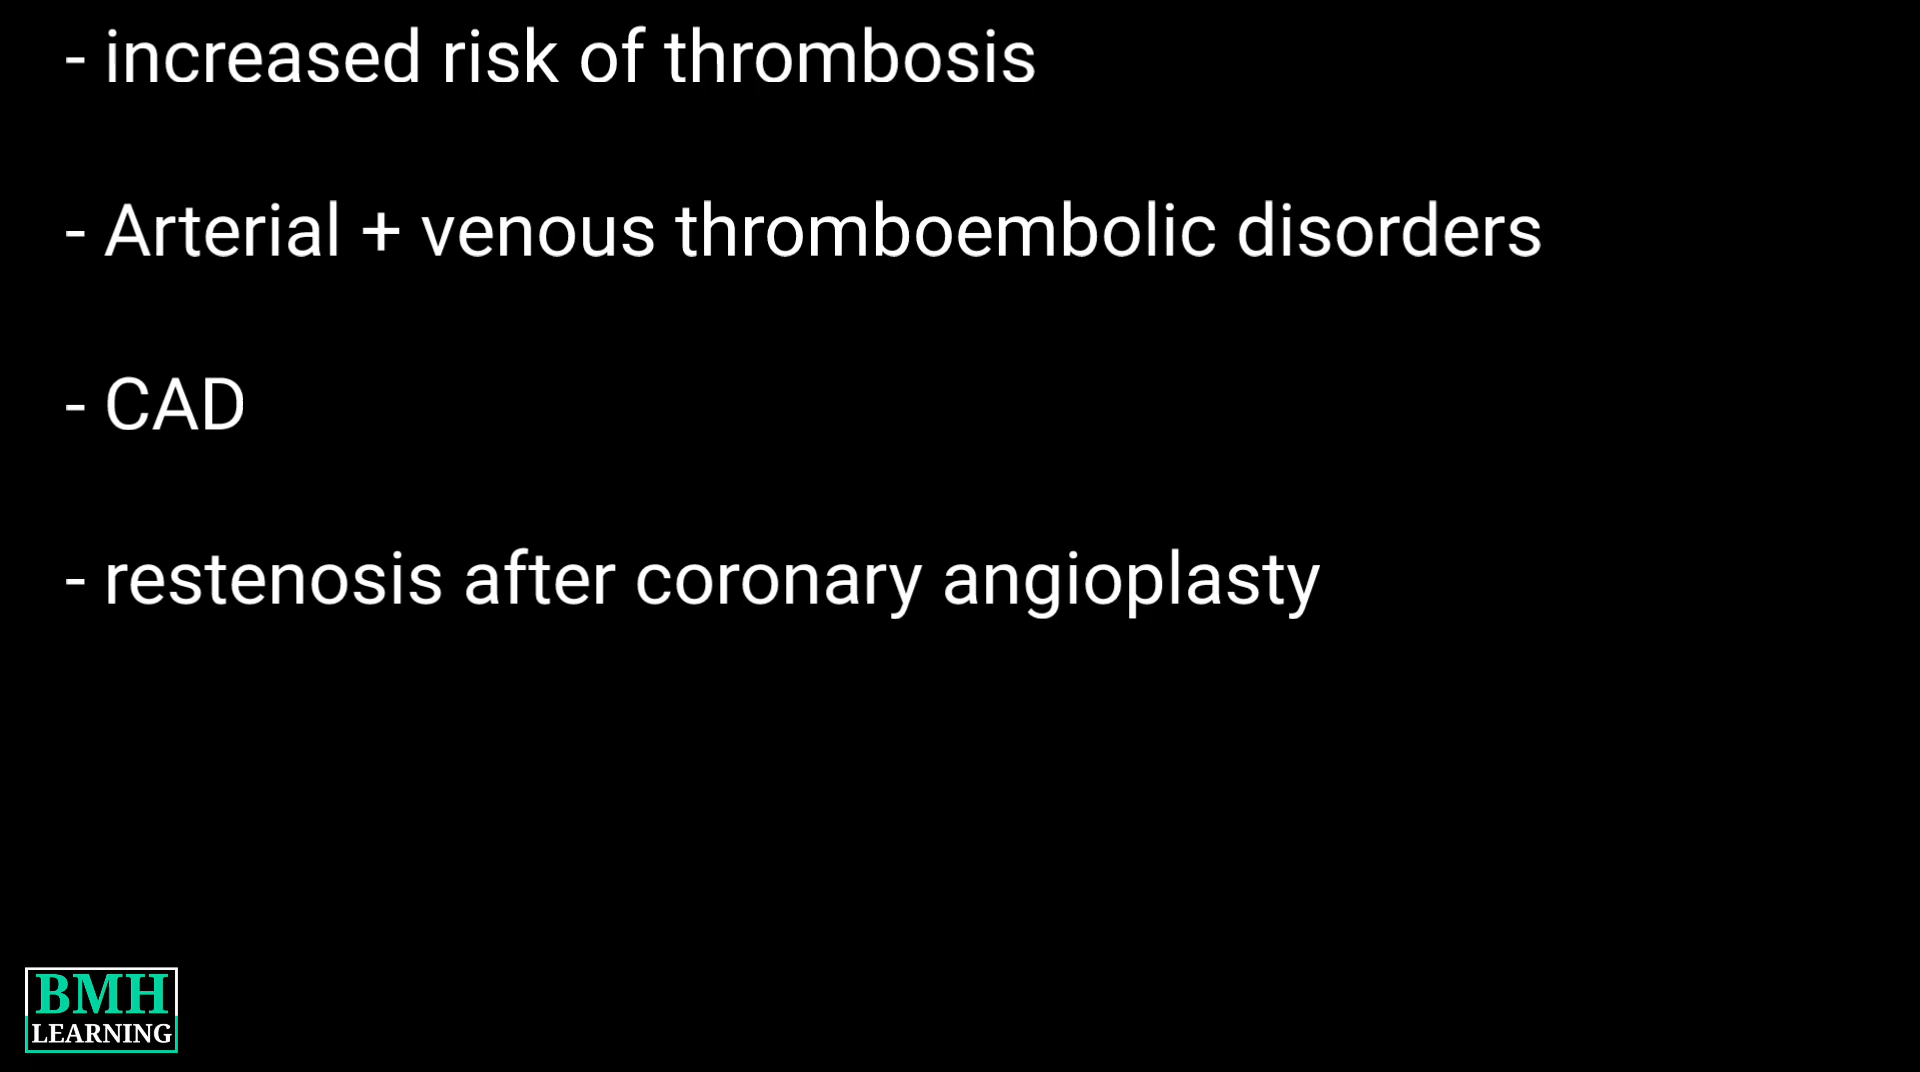 - increased risk of thrombosis
- Arterial + venous thromboembolic disorders
- CAD
- restenosis after coronary angioplasty
BMH
LEARNING